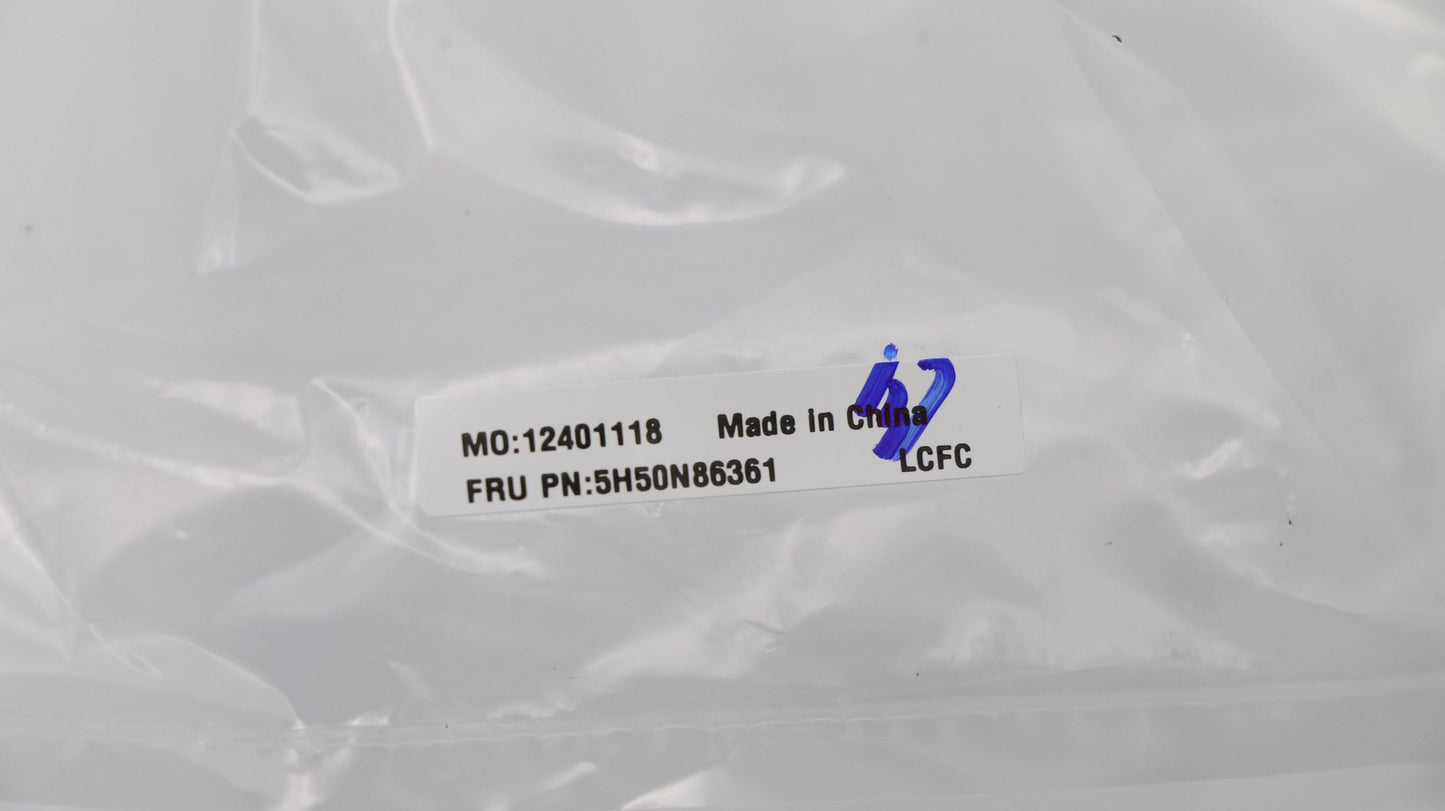 MO:12401118 Made in China
FRU PN:5H50N86361 LCFC